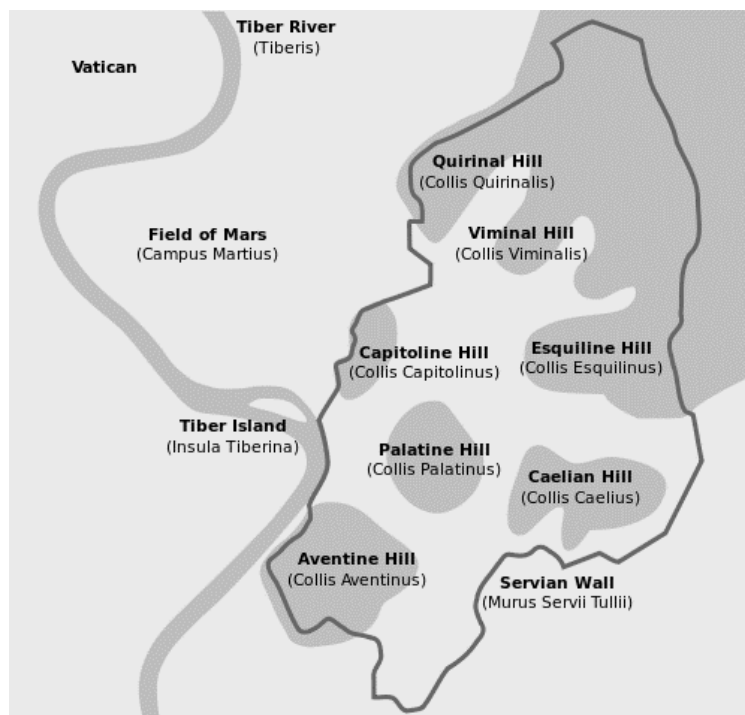 Tiber River
(Tiberis)
Vatican
Quirinal Hill
(Collis Quirinalis)
Field of Mars
(Campus Martius)
Viminal Hill
(Collis Viminalis)
Capitoline Hill
(Collis Capitolinus)
Esquiline Hill
(Collis Esquilinus)
Tiber Island
(Insula Tiberina)
Palatine Hill
(Collis Palatinus)
Caelian Hill
(Collis Caelius)
Aventine Hill
(Collis Aventinus)
Servian Wall
(Murus Servii Tullii)